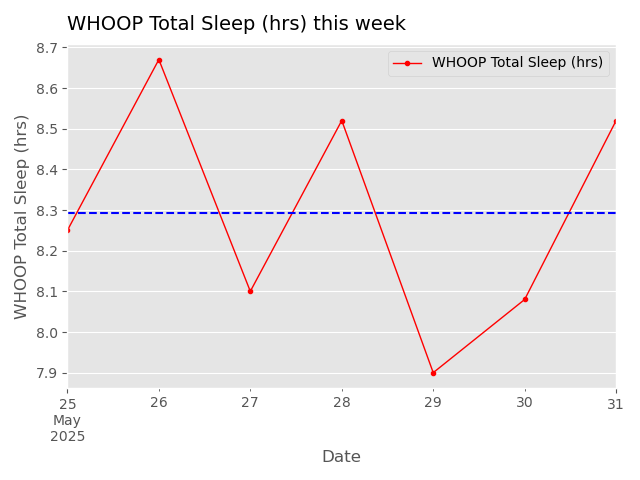 WHOOP Total Sleep (hrs) this week
WHOOP Total Sleep (hrs)
WHOOP Total Sleep (hrs)
8.7
8.6
8.5
8.4
8.3
8.2
8.1
8.0
7.9
25 26 27 28 29 30 31
May
2025
Date